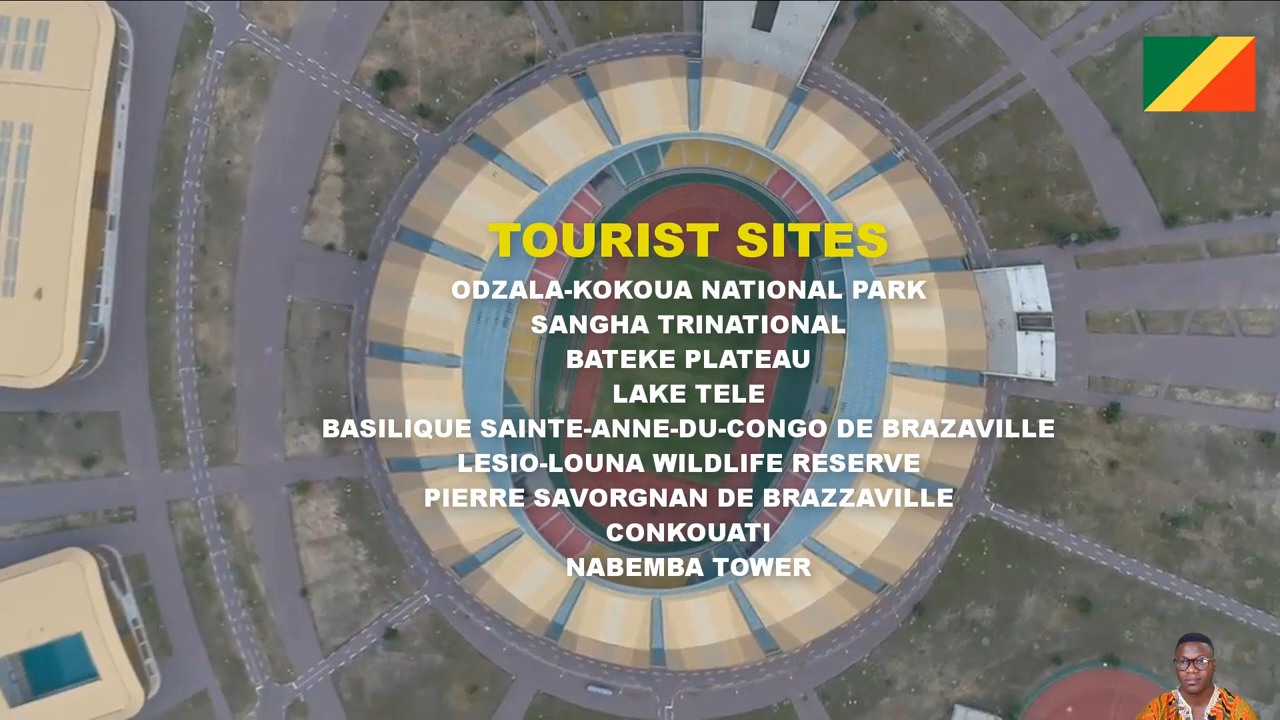 TOURIST SITES
ODZALA-KOKOUA NATIONAL PARK
SANGHA TRINATIONAL
BATEKE PLATEAU
LAKE TELE
BASILIQUE SAINTE-ANNE-DU-CONGO DE BRAZAVILLE
LESIO-LOUNA WILDLIFE RESERVE
PIERRE SAVORGNAN DE BRAZZAVILLE
CONKOUATI
NABEMBA TOWER